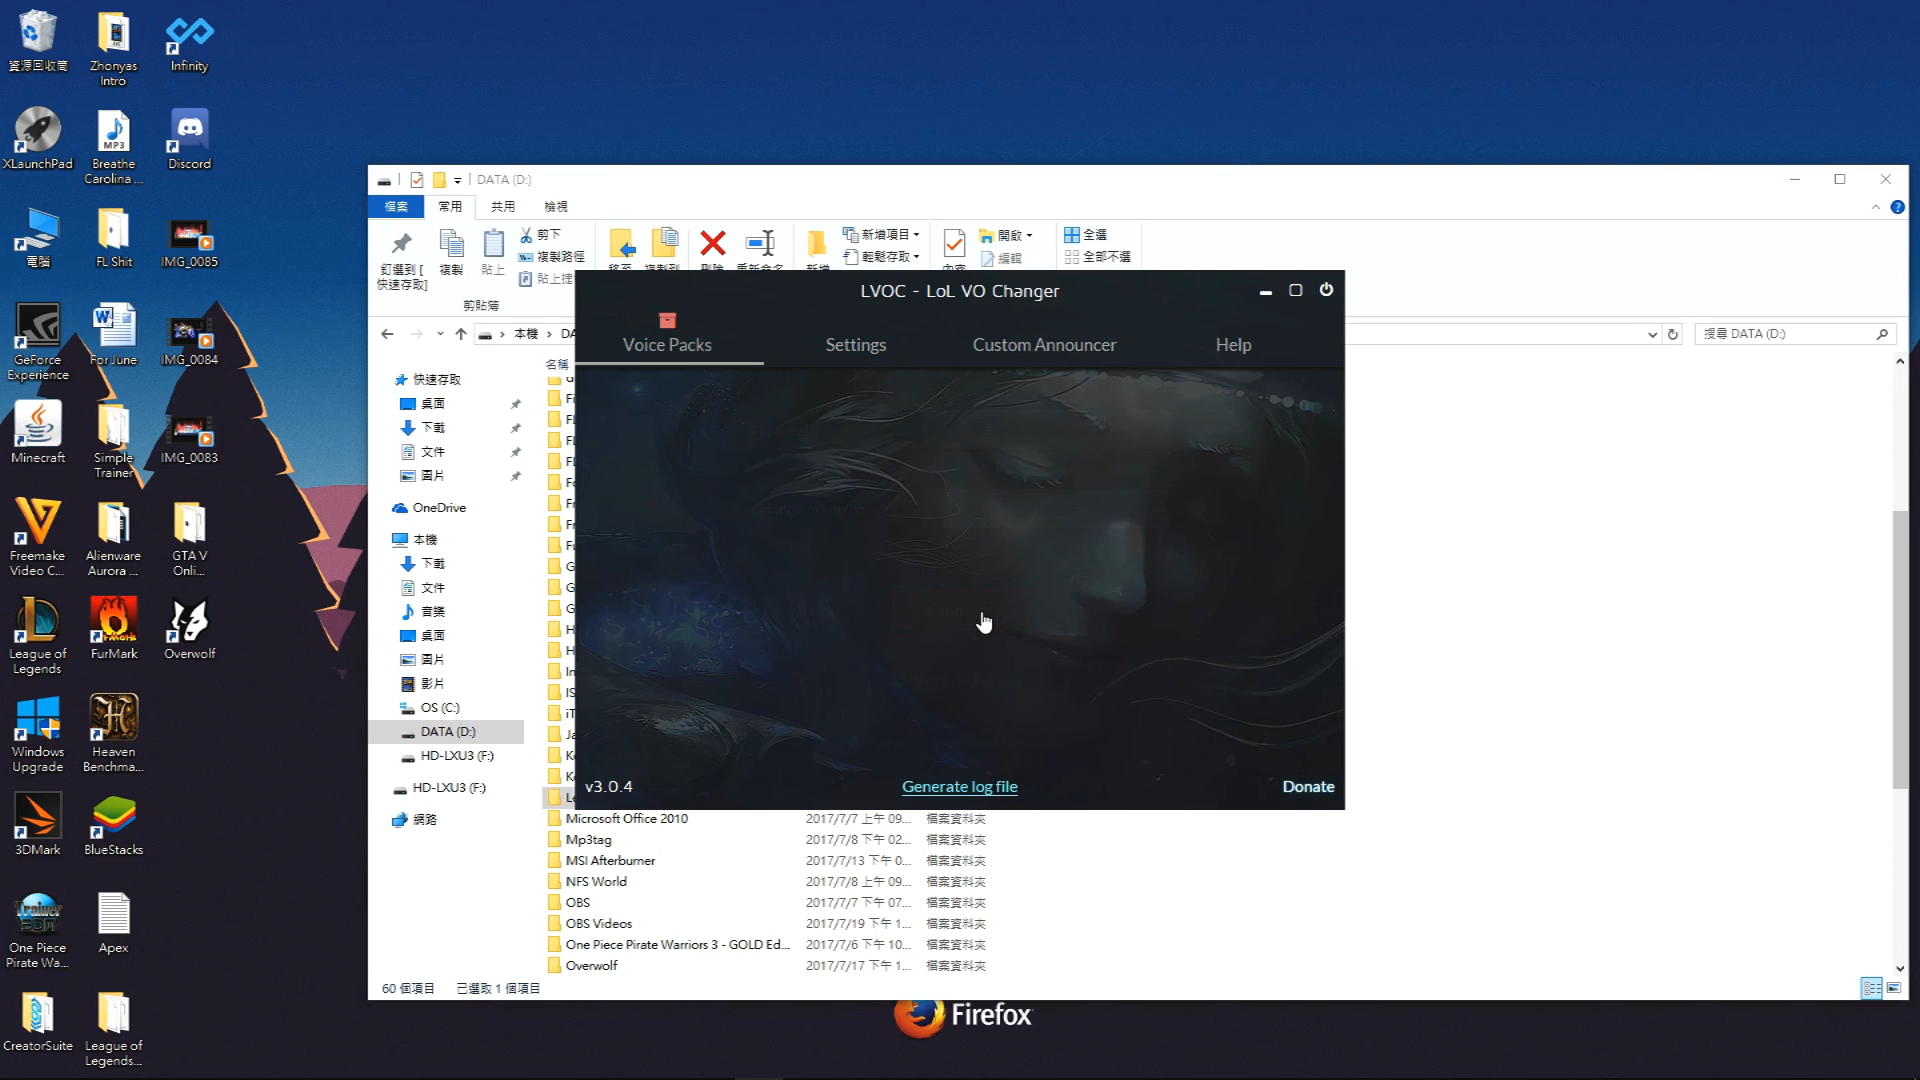 資源回收筒
Zhonyas
Intro
Infinity
XLaunchPad
MP3
Breathe
Carolina ...
Discord
電腦
FL Shit
IMG_0085
GeForce
Experience
For June
IMG_0084
Minecraft
Simple
Trainer
IMG_0083
Freemake
Video C...
Alienware
Aurora ...
GTA V
Onli...
League of
Legends
FurMark
Overwolf
Windows
Upgrade
Heaven
Benchma...
3DMark
BlueStacks
One Piece
Pirate Wa...
Apex
CreatorSuite
League of
Legends...
DATA (D:)
檔案
常用
共用
檢視
釘選到 [
快速存取]
複製
貼上
剪下
複製路徑
貼上捷
剪貼簿
新增項目
輕鬆存取
開啟
編輯
全選
全部不選
本機
搜尋 DATA (D:)
名稱
快速存取
桌面
下載
文件
圖片
OneDrive
本機
下載
文件
音樂
桌面
圖片
影片
OS (C:)
DATA (D:)
HD-LXU3 (F:)
HD-LXU3 (F:)
網路
LVOC - LoL VO Changer
Voice Packs
Settings
Custom Announcer
Help
v3.0.4
Generate log file
Donate
Microsoft Office 2010 2017/7/7 上午 09... 檔案資料夾
Mp3tag 2017/7/8 下午 02... 檔案資料夾
MSI Afterburner 2017/7/13 下午 0... 檔案資料夾
NFS World 2017/7/8 上午 09... 檔案資料夾
OBS 2017/7/7 下午 07... 檔案資料夾
OBS Videos 2017/7/19 下午 1... 檔案資料夾
One Piece Pirate Warriors 3 - GOLD Ed... 2017/7/6 下午 10... 檔案資料夾
Overwolf 2017/7/17 下午 1... 檔案資料夾
60 個項目 已選取 1 個項目
Firefox